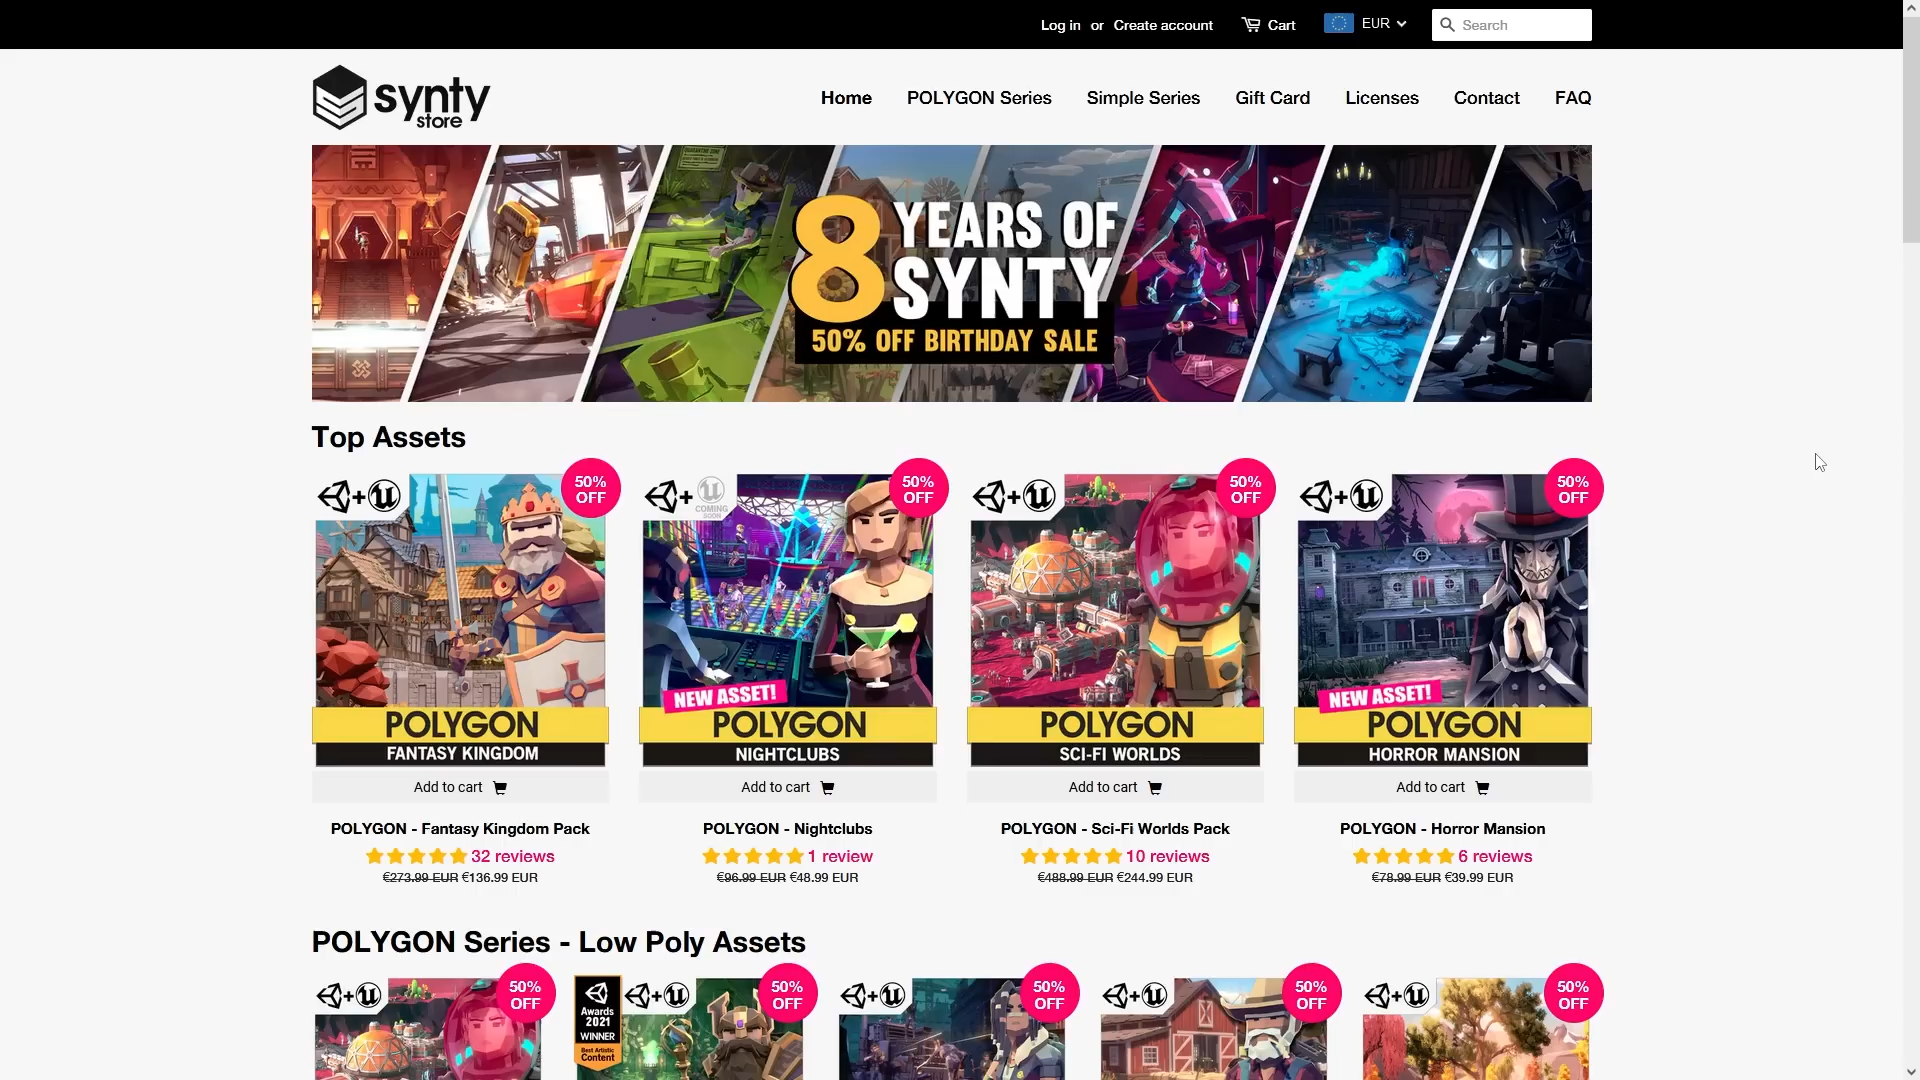 Log in or Create account Cart EUR Search
synty
store
Home POLYGON Series Simple Series Gift Card Licenses Contact FAQ
8 YEARS OF
SYNTY
50% OFF BIRTHDAY SALE
Top Assets
50%
OFF
POLYGON
FANTASY KINGDOM
Add to cart
POLYGON - Fantasy Kingdom Pack
32 reviews
€273.99 EUR €136.99 EUR
COMING
SOON
50%
OFF
NEW ASSET!
POLYGON
NIGHTCLUBS
Add to cart
POLYGON - Nightclubs
1 review
€96.99 EUR €48.99 EUR
50%
OFF
POLYGON
SCI-FI WORLDS
Add to cart
POLYGON - Sci-Fi Worlds Pack
10 reviews
€488.99 EUR €244.99 EUR
50%
OFF
NEW ASSET!
POLYGON
HORROR MANSION
Add to cart
POLYGON - Horror Mansion
6 reviews
€78.99 EUR €39.99 EUR
POLYGON Series - Low Poly Assets
50%
OFF
Awards
2021
WINNER
Best Artistic
Content
50%
OFF
50%
OFF
50%
OFF
50%
OFF